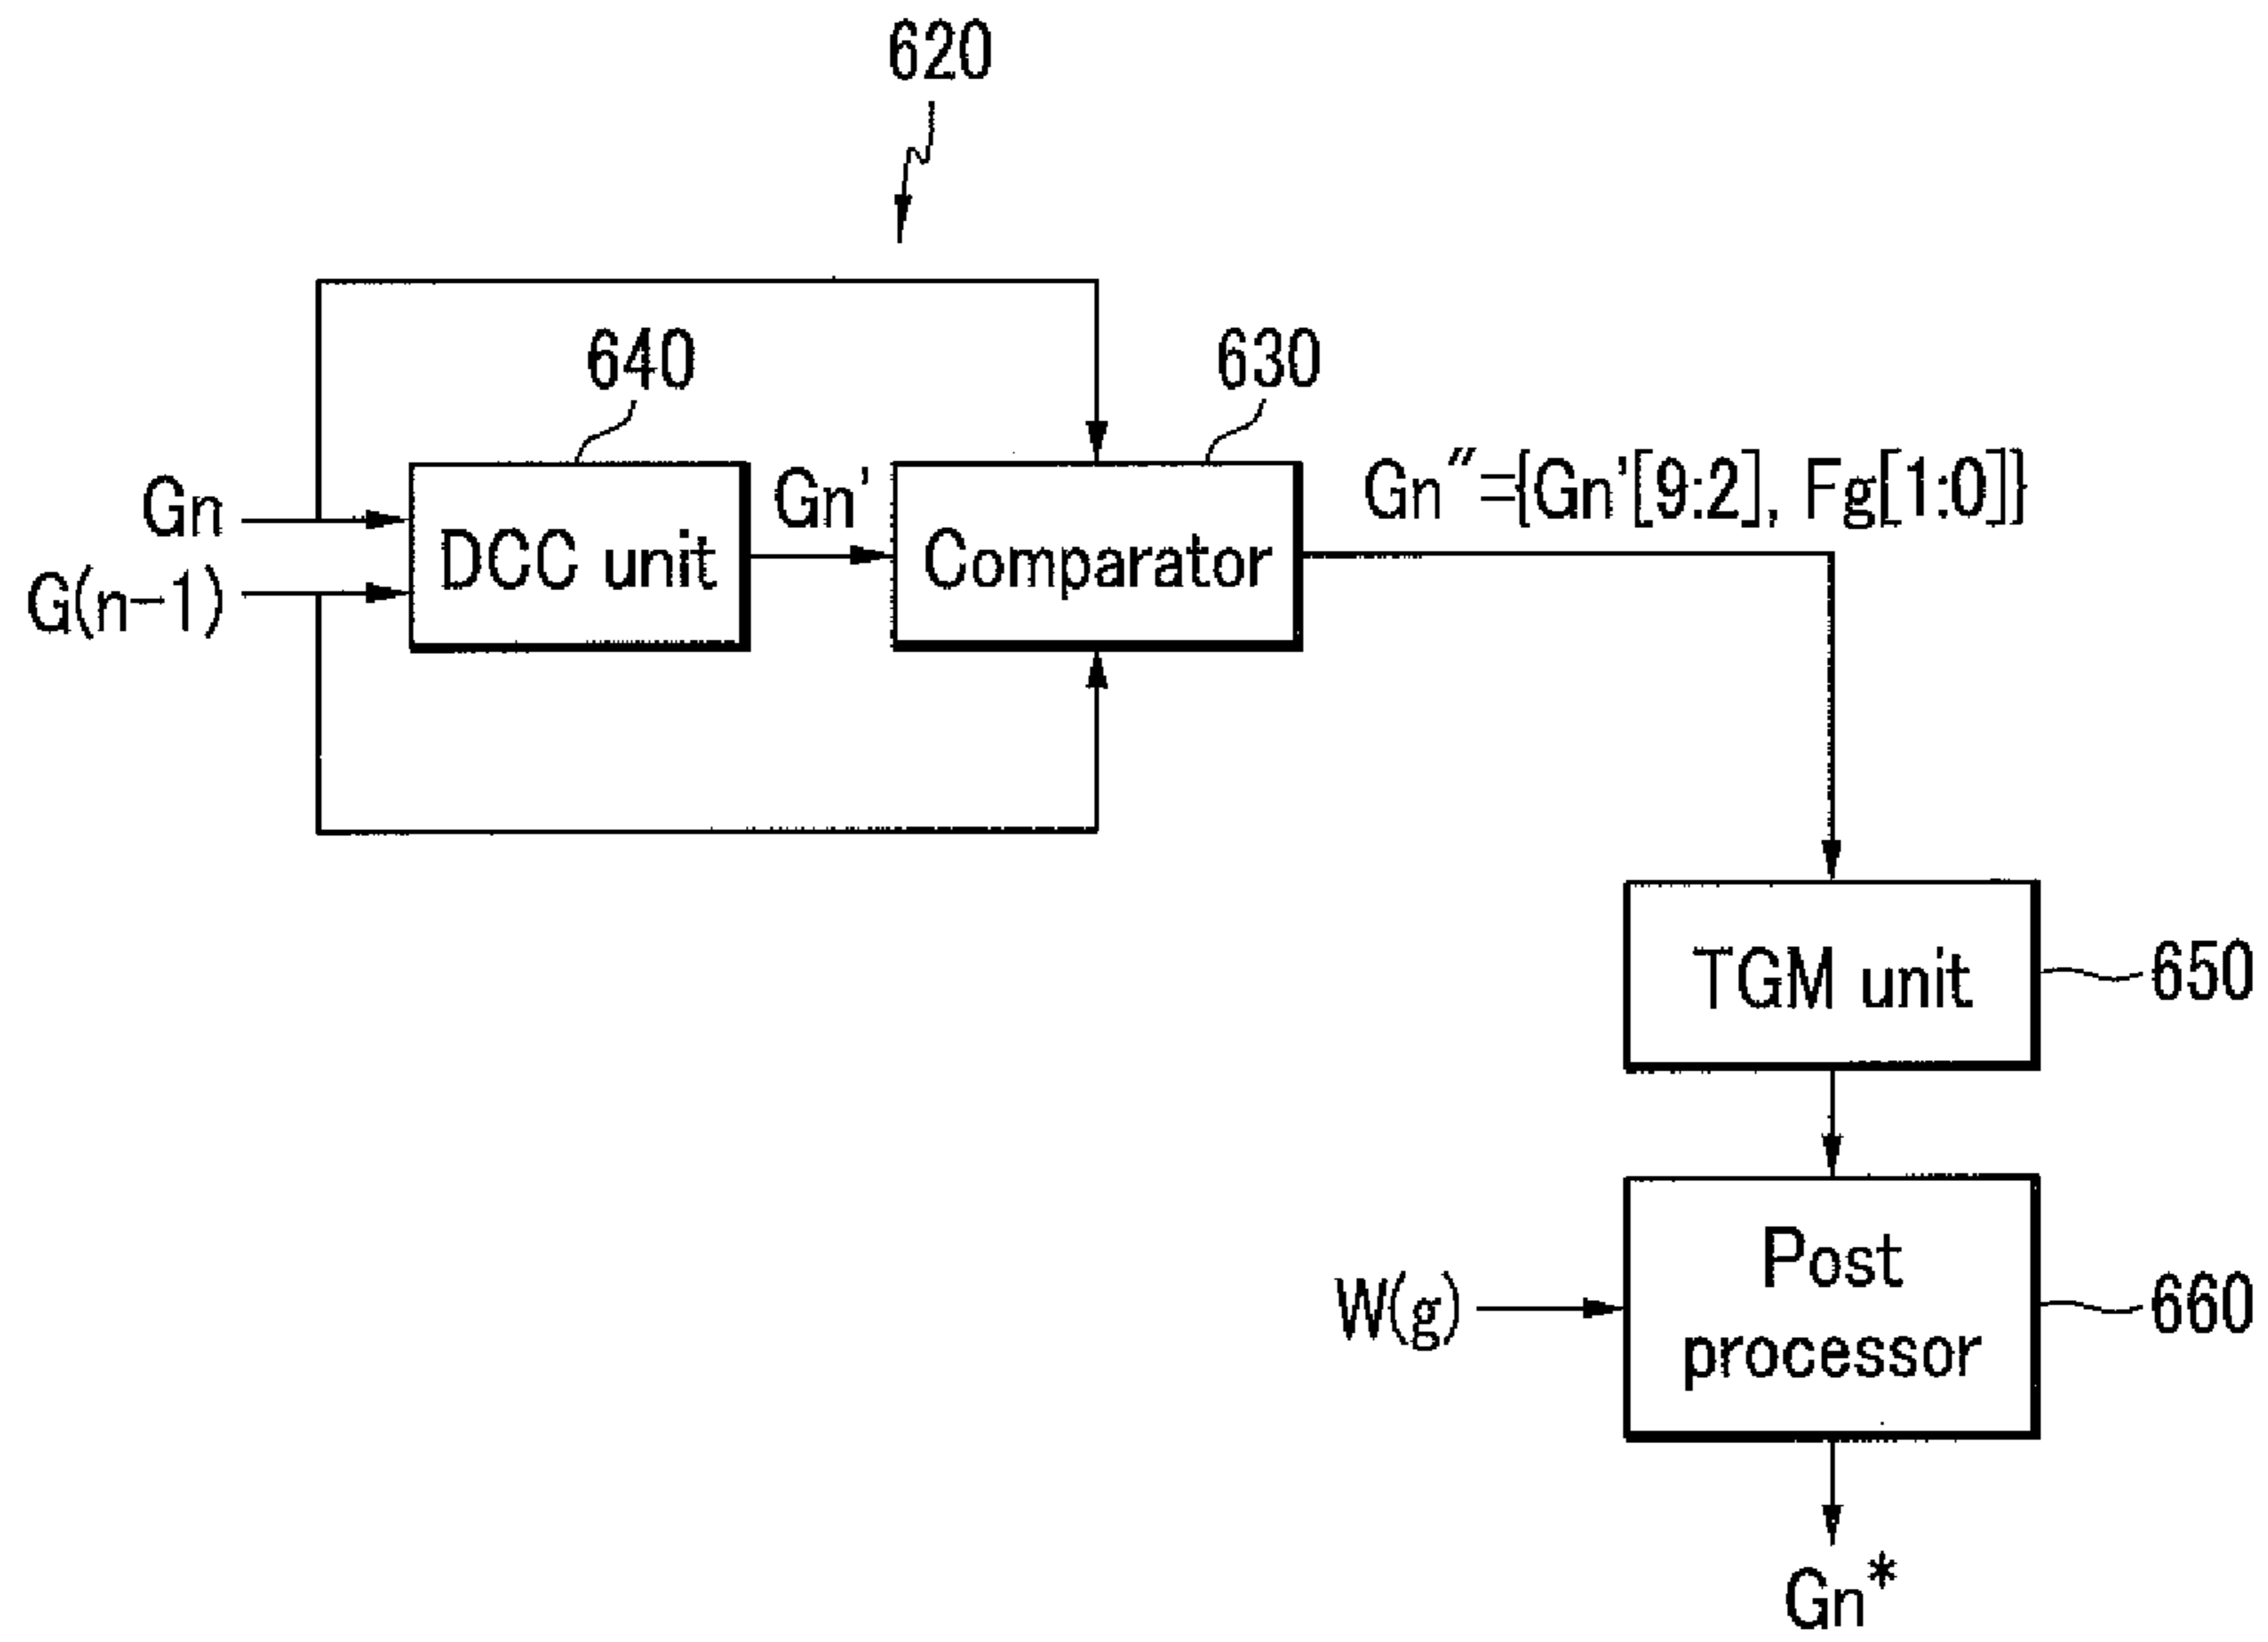 620
640
630
Gn
G(n-1)
DCC unit
Gn'
Comparator
Gn"={Gn'[9:2], Fg[1:0]}
TGM unit
650
W(g)
Post
processor
660
Gn*